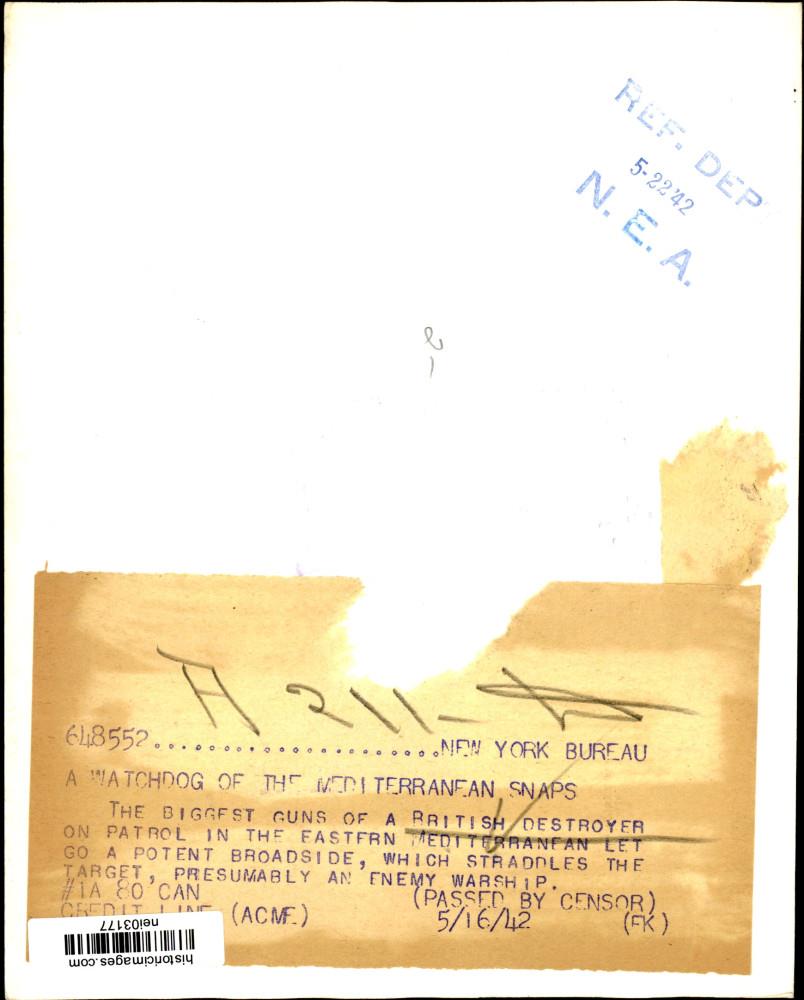 REF. DEP
5-22'42
N. E. A.
648552......................NEW YORK BUREAU
A WATCHDOG OF THE MEDITERRANEAN SNAPS
THE BIGGEST GUNS OF A BRITISH DESTROYER
ON PATROL IN THE EASTERN MEDITERRANEAN LET
GO A POTENT BROADSIDE, WHICH STRADDLES THE
TARGET, PRESUMABLY AN ENEMY WARSHIP.
#1A 80 CAN (PASSED BY CENSOR)
CREDIT LINE (ACME) 5/16/42 (FK)
historicimages.com
nei03177